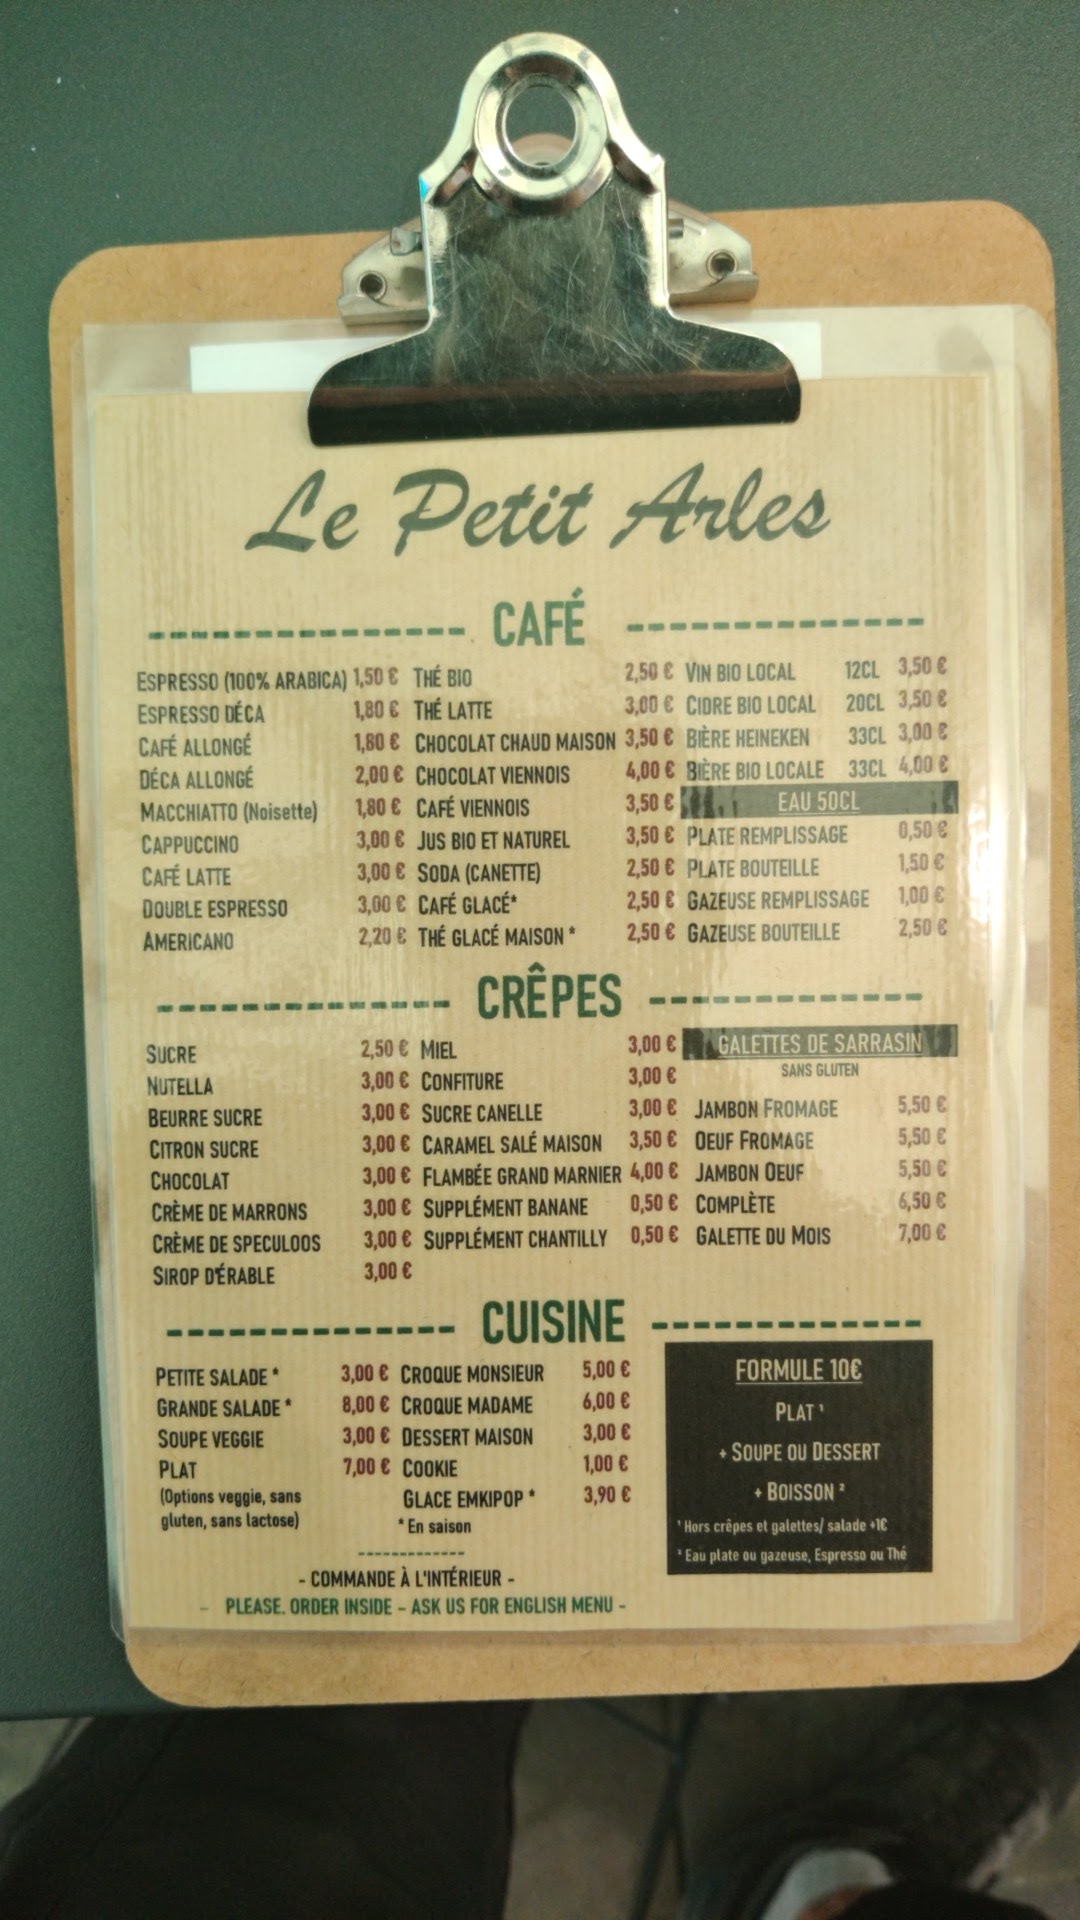 Le Petit Arles
CAFÉ
ESPRESSO (100% ARABICA) 1,50 €
ESPRESSO DÉCA 1,80 €
CAFÉ ALLONGÉ 1,80 €
DÉCA ALLONGÉ 2,00 €
MACCHIATTO (Noisette) 1,80 €
CAPPUCCINO 3,00 €
CAFÉ LATTE 3,00 €
DOUBLE ESPRESSO 3,00 €
AMERICANO 2,20 €
THÉ BIO 2,50 €
THÉ LATTE 3,00 €
CHOCOLAT CHAUD MAISON 3,50 €
CHOCOLAT VIENNOIS 4,00 €
CAFÉ VIENNOIS 3,50 €
JUS BIO ET NATUREL 3,50 €
SODA (CANETTE) 2,50 €
CAFÉ GLACÉ* 2,50 €
THÉ GLACÉ MAISON * 2,50 €
VIN BIO LOCAL 12CL 3,50 €
CIDRE BIO LOCAL 20CL 3,50 €
BIÈRE HEINEKEN 33CL 3,00 €
BIÈRE BIO LOCALE 33CL 4,00 €
EAU 50CL
PLATE REMPLISSAGE 0,50 €
PLATE BOUTEILLE 1,50 €
GAZEUSE REMPLISSAGE 1,00 €
GAZEUSE BOUTEILLE 2,50 €
CRÊPES
SUCRE 2,50 €
NUTELLA 3,00 €
BEURRE SUCRE 3,00 €
CITRON SUCRE 3,00 €
CHOCOLAT 3,00 €
CRÈME DE MARRONS 3,00 €
CRÈME DE SPECULOOS 3,00 €
SIROP D'ÉRABLE 3,00 €
MIEL 3,00 €
CONFITURE 3,00 €
SUCRE CANELLE 3,00 €
CARAMEL SALÉ MAISON 3,50 €
FLAMBÉE GRAND MARNIER 4,00 €
SUPPLÉMENT BANANE 0,50 €
SUPPLÉMENT CHANTILLY 0,50 €
GALETTES DE SARRASIN
SANS GLUTEN
JAMBON FROMAGE 5,50 €
OEUF FROMAGE 5,50 €
JAMBON OEUF 5,50 €
COMPLÈTE 6,50 €
GALETTE DU MOIS 7,00 €
CUISINE
PETITE SALADE * 3,00 €
GRANDE SALADE * 8,00 €
SOUPE VEGGIE 3,00 €
PLAT 7,00 €
(Options veggie, sans
gluten, sans lactose)
CROQUE MONSIEUR 5,00 €
CROQUE MADAME 6,00 €
DESSERT MAISON 3,00 €
COOKIE 1,00 €
GLACE EMKIPOP * 3,90 €
* En saison
FORMULE 10€
PLAT ¹
+ SOUPE OU DESSERT
+ BOISSON ²
¹ Hors crêpes et galettes/ salade +1€
² Eau plate ou gazeuse, Espresso ou Thé
- COMMANDE À L'INTÉRIEUR -
- PLEASE. ORDER INSIDE - ASK US FOR ENGLISH MENU -